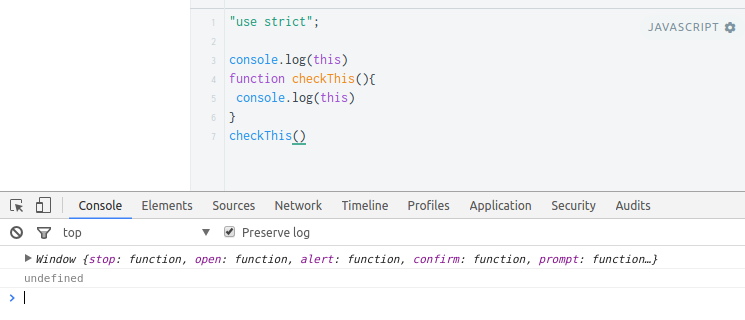 1 "use strict";
JAVASCRIPT
2
3 console.log(this)
4 function checkThis(){
5  console.log(this)
6 }
7 checkThis()
Console Elements Sources Network Timeline Profiles Application Security Audits
top Preserve log
Window {stop: function, open: function, alert: function, confirm: function, prompt: function…}
undefined